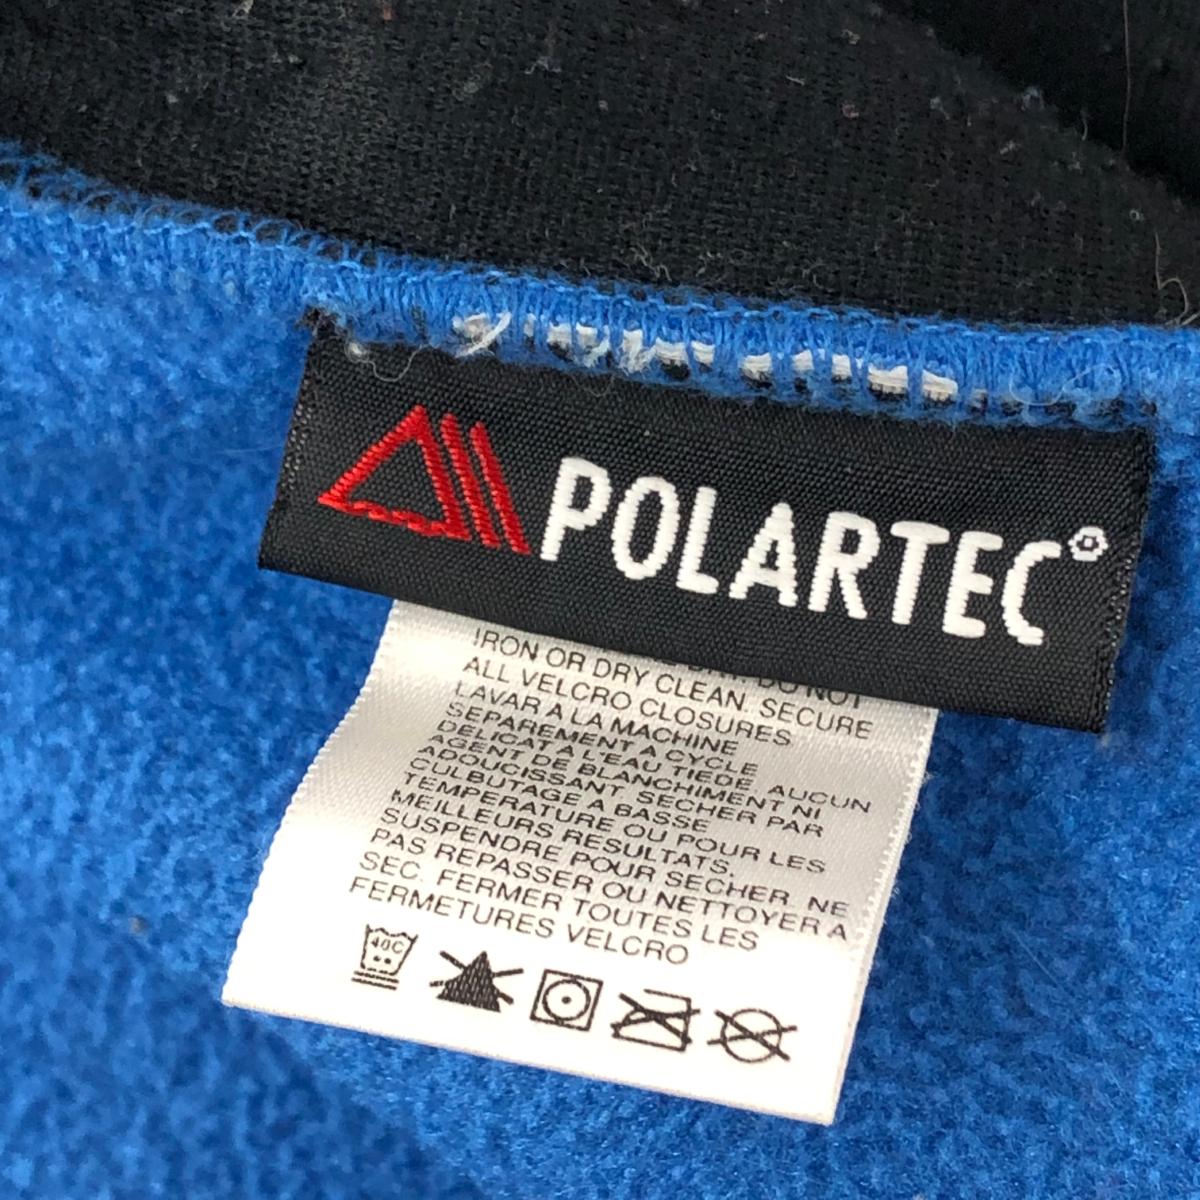 POLARTEC®
DO NOT
IRON OR DRY CLEAN. SECURE
ALL VELCRO CLOSURES
LAVAR A LA MACHINE
SEPAREMENT A CYCLE
DELICAT A L'EAU TIEDE. AUCUN
AGENT DE BLANCHIMENT NI
ADOUCISSANT SECHER PAR
CULBUTAGE A BASSE
TEMPERATURE OU POUR LES
MEILLEURS RESULTATS.
SUSPENDRE POUR SECHER. NE
PAS REPASSER OU NETTOYER A
SEC. FERMER TOUTES LES
FERMETURES VELCRO
40C